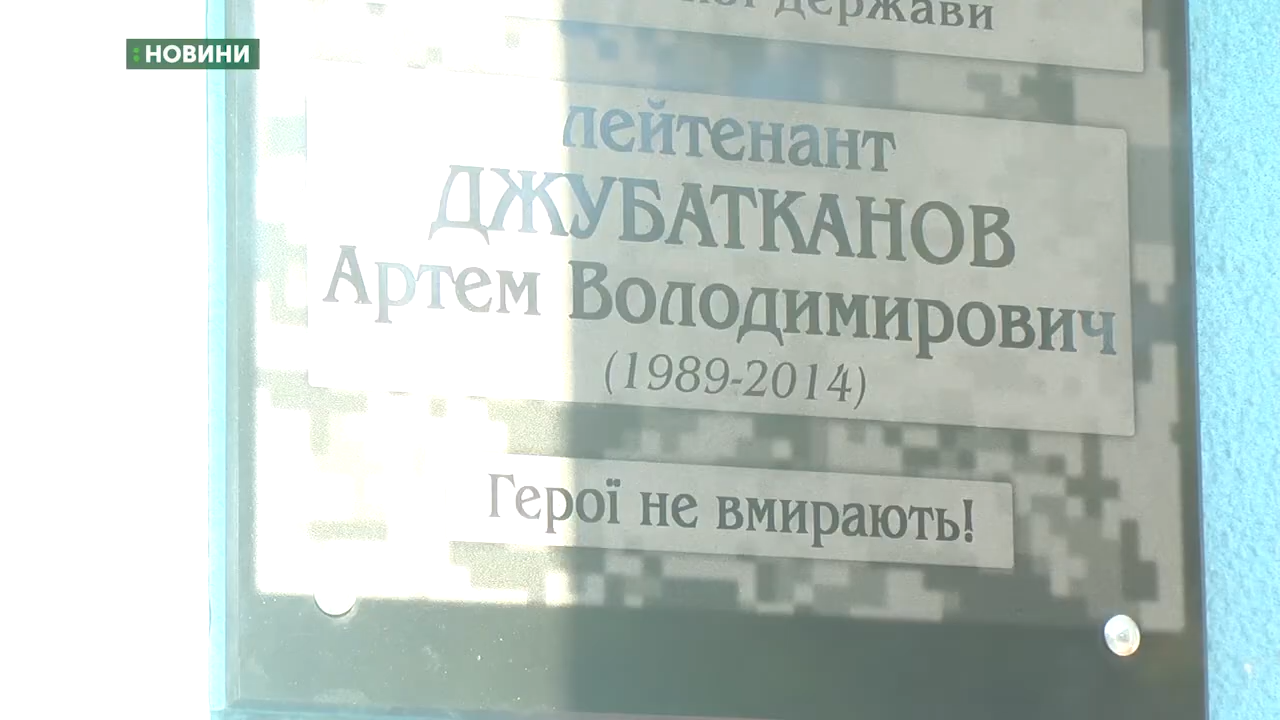 :НОВИНИ
держави
лейтенант
ДЖУБАТКАНОВ
Артем Володимирович
(1989-2014)
Герої не вмирають!